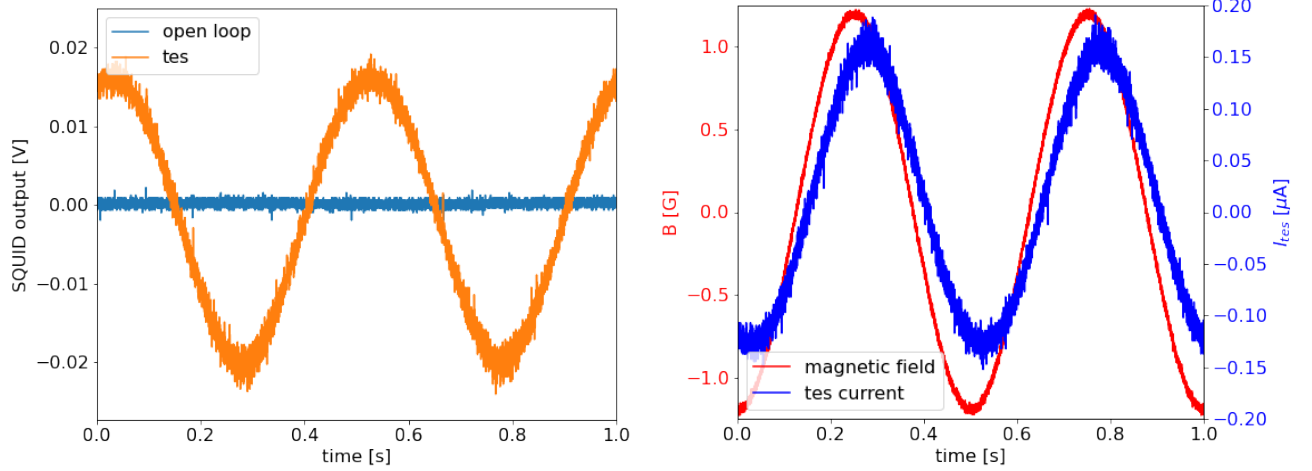 open loop
tes
0.02
0.01
0.00
−0.01
−0.02
SQUID output [V]
0.0 0.2 0.4 0.6 0.8 1.0
time [s]
1.0
0.5
0.0
−0.5
−1.0
B [G]
magnetic field
tes current
0.20
0.15
0.10
0.05
0.00
−0.05
−0.10
−0.15
−0.20
I_tes [μA]
0.0 0.2 0.4 0.6 0.8 1.0
time [s]